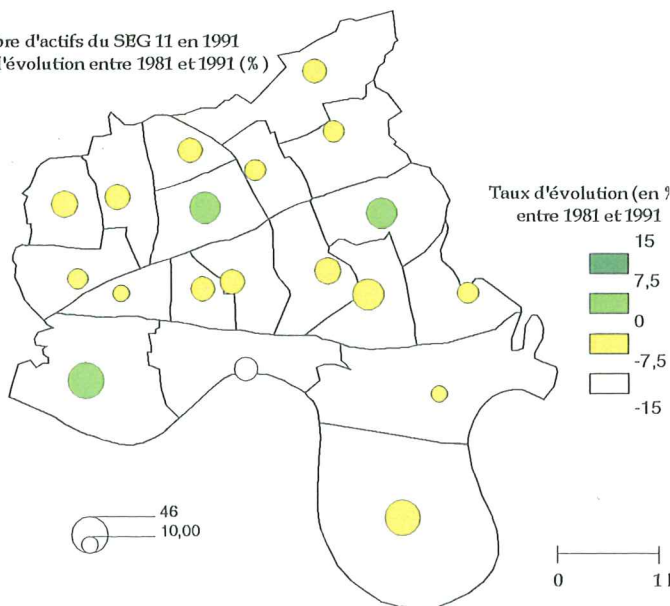 bre d'actifs du SEG 11 en 1991
d'évolution entre 1981 et 1991 (%)
Taux d'évolution (en %
entre 1981 et 1991
15
7,5
0
-7,5
-15
46
10,00
0
1